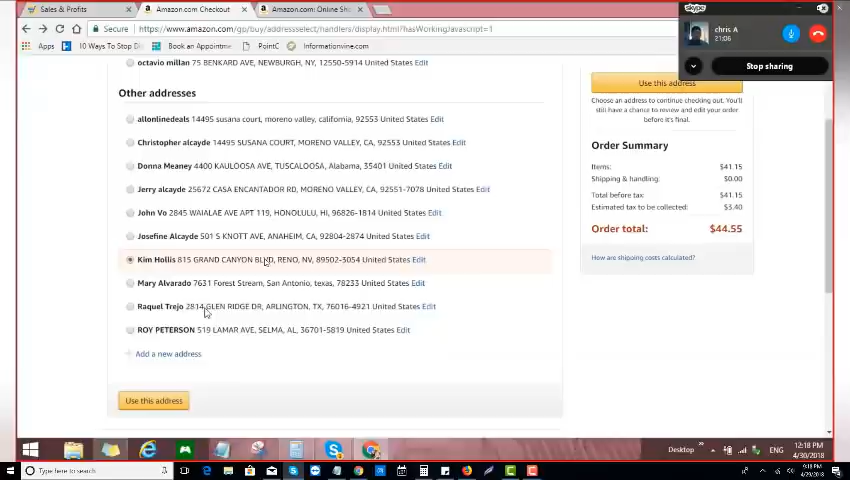 Sales & Profits
Amazon.com Checkout
Amazon.com: Online Sh
Secure
https://www.amazon.com/gp/buy/addressselect/handlers/display.html?hasWorkingJavascript=1
Apps
10 Ways To Stop D
Book an Appointme
PointC
Informationvine.com
skype
chris A
21:06
Stop sharing
octavio millan 75 BENKARD AVE, NEWBURGH, NY, 12550-5914 United States Edit
Other addresses
allonlinedeals 14495 susana court, moreno valley, california, 92553 United States Edit
Christopher alcayde 14495 SUSANA COURT, MORENO VALLEY, CA, 92553 United States Edit
Donna Meaney 4400 KAULOOSA AVE, TUSCALOOSA, Alabama, 35401 United States Edit
Jerry alcayde 25672 CASA ENCANTADOR RD, MORENO VALLEY, CA, 92551-7078 United States Edit
John Vo 2845 WAIALAE AVE APT 119, HONOLULU, HI, 96826-1814 United States Edit
Josefine Alcayde 501 S KNOTT AVE, ANAHEIM, CA, 92804-2874 United States Edit
Kim Hollis 815 GRAND CANYON BLVD, RENO, NV, 89502-3054 United States Edit
Mary Alvarado 7631 Forest Stream, San Antonio, texas, 78233 United States Edit
Raquel Trejo 2814 GLEN RIDGE DR, ARLINGTON, TX, 76016-4921 United States Edit
ROY PETERSON 519 LAMAR AVE, SELMA, AL, 36701-5819 United States Edit
Add a new address
Use this address
Use this address
Choose an address to continue checking out. You'll
still have a chance to review and edit your order
before it's final.
Order Summary
Items: $41.15
Shipping & handling: $0.00
Total before tax: $41.15
Estimated tax to be collected: $3.40
Order total: $44.55
How are shipping costs calculated?
Desktop
ENG
12:18 PM
4/30/2018
Type here to search
9:18 PM
4/29/2018